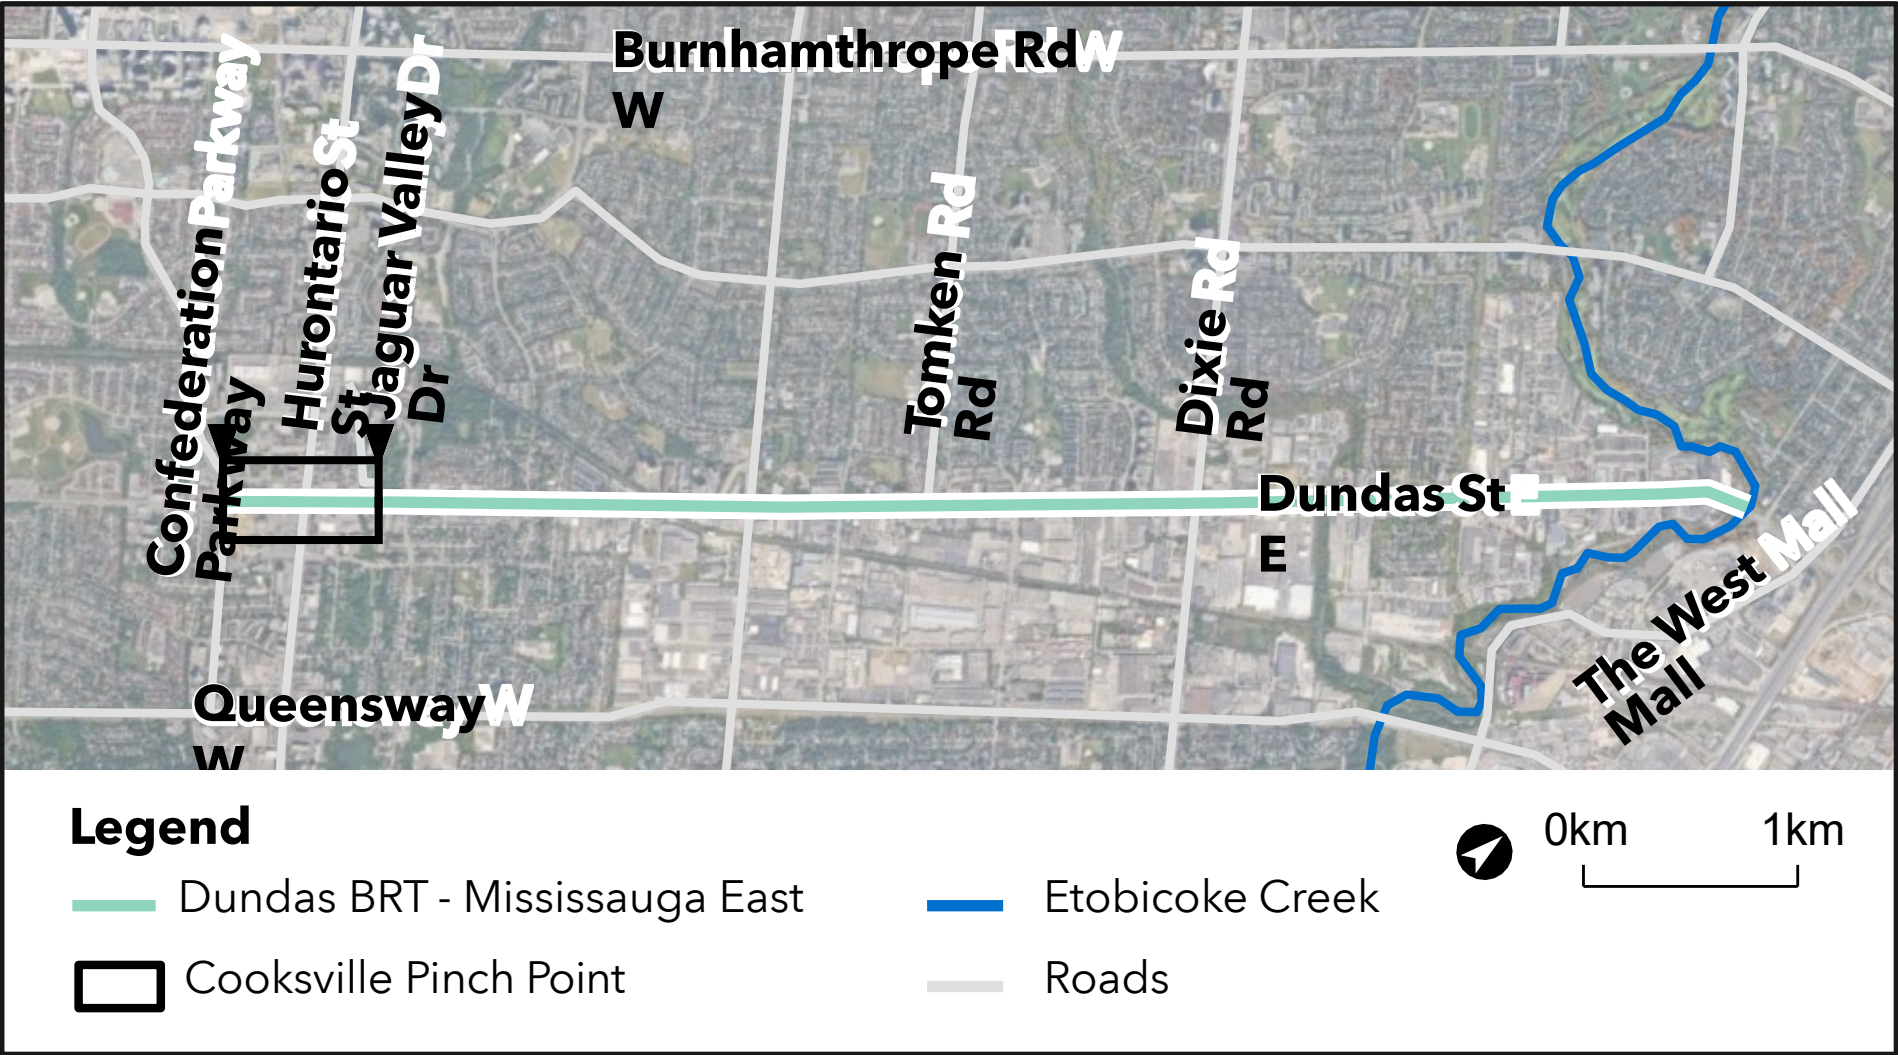 Burnhamthrope Rd
W
Confederation
Parkway
Hurontario
St
Jaguar Valley
Dr
Tomken
Rd
Dixie
Rd
Dundas St
E
The West
Mall
Queensway
W
Legend
Dundas BRT - Mississauga East
Etobicoke Creek
0km 1km
Cooksville Pinch Point
Roads